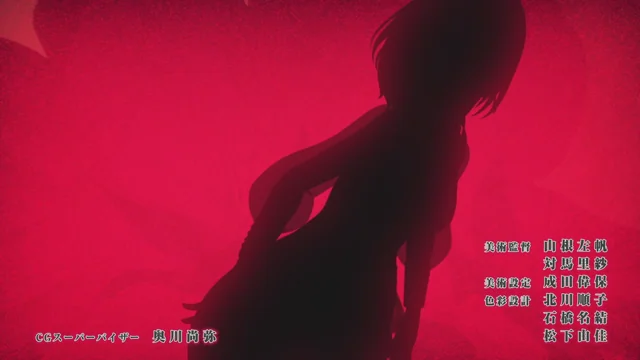 美術監督 山根左帆
対馬里紗
美術設定 成田偉保
色彩設計 北川順子
石橋名結
松下由佳
CGスーパーバイザー 奥川尚弥